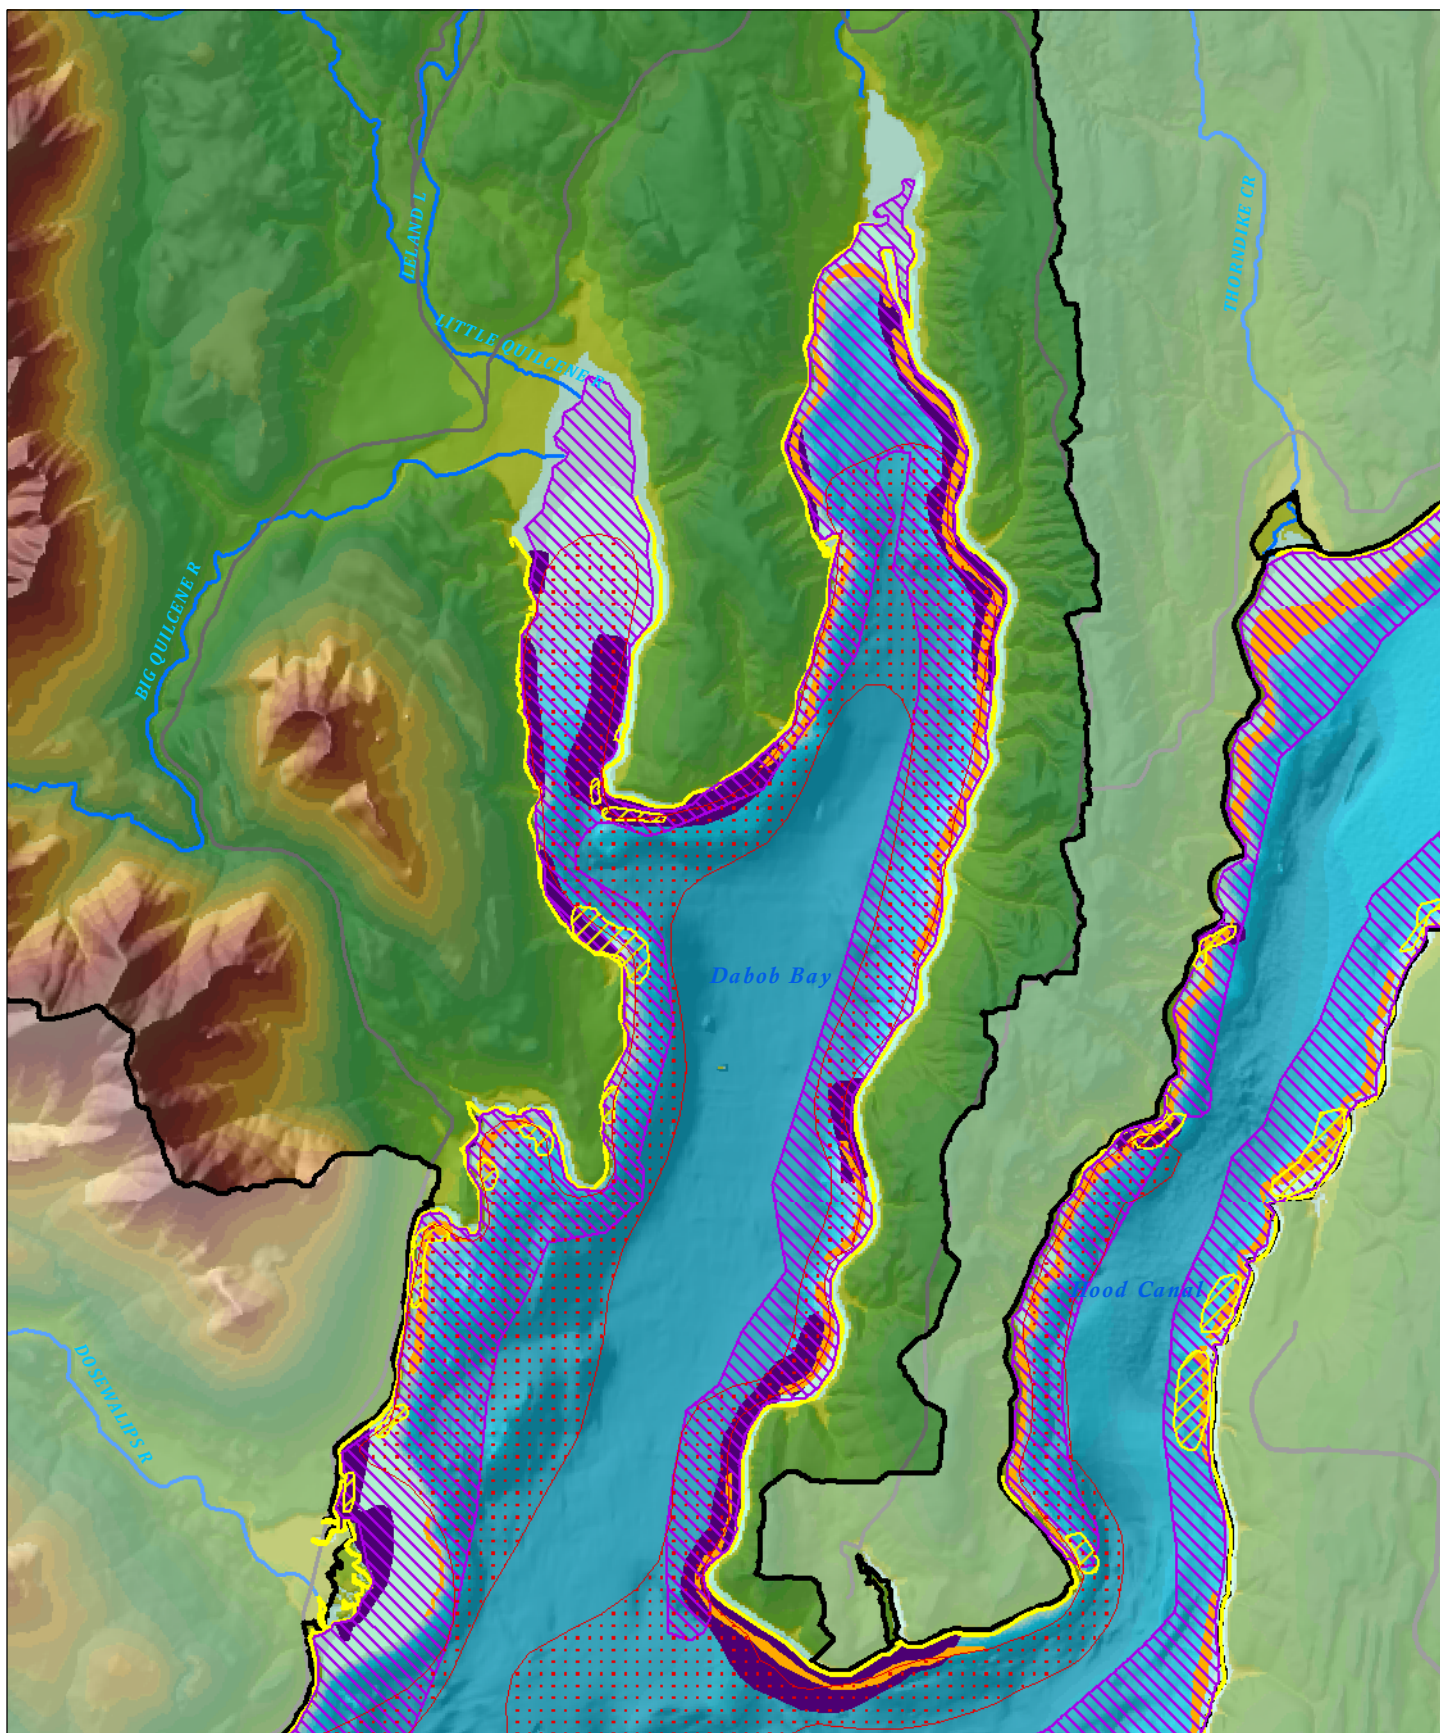 LELAND L
THORNDIKE CR
LITTLE QUILCENE R
BIG QUILCENE R
Dabob Bay
Hood Canal
DOSEWALIPS R